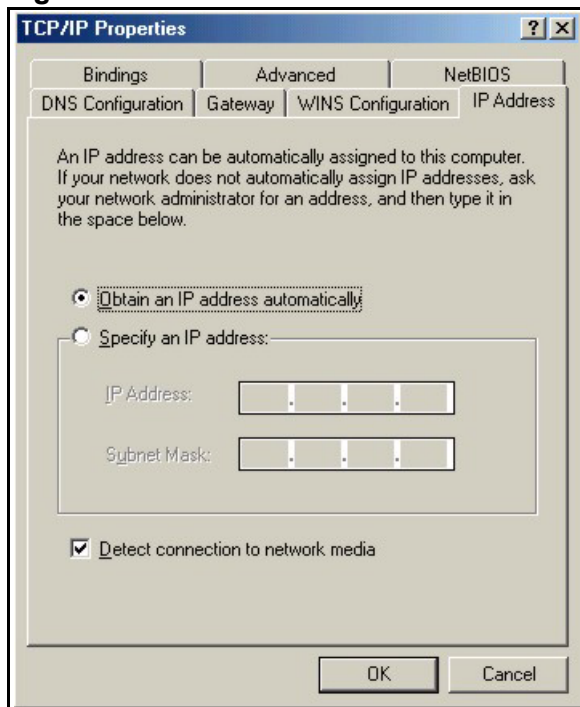 TCP/IP Properties
Bindings Advanced NetBIOS
DNS Configuration Gateway WINS Configuration IP Address
An IP address can be automatically assigned to this computer.
If your network does not automatically assign IP addresses, ask
your network administrator for an address, and then type it in
the space below.
Obtain an IP address automatically
Specify an IP address:
IP Address:
Subnet Mask:
Detect connection to network media
OK Cancel